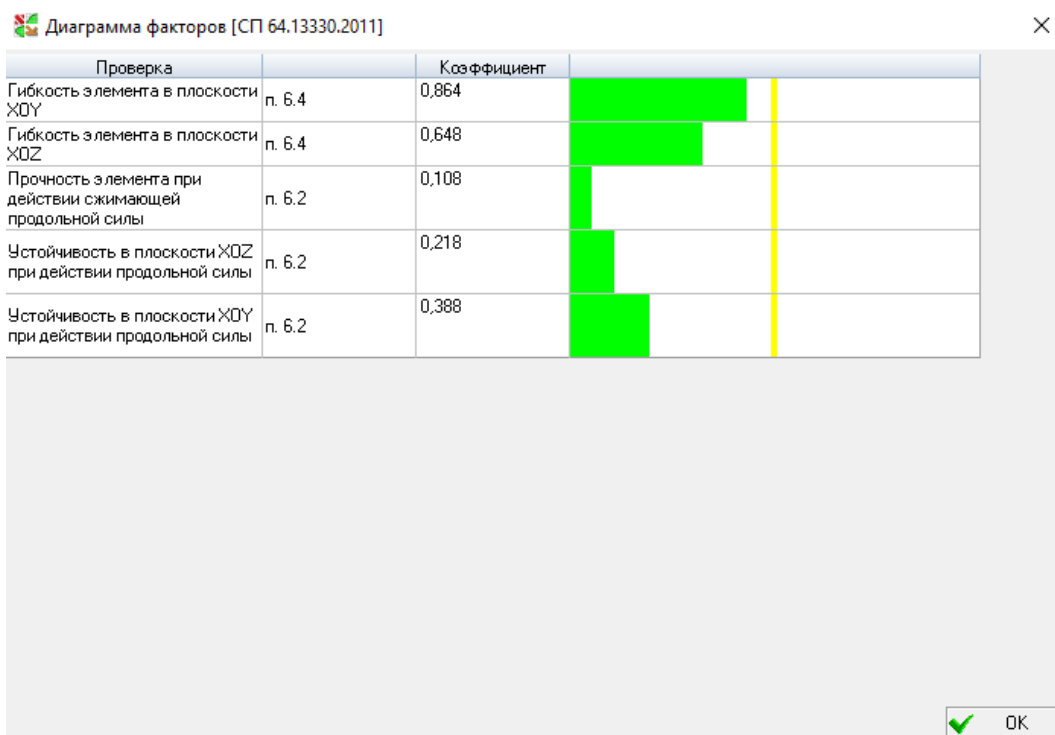 Диаграмма факторов [СП 64.13330.2011]
Проверка Коэффициент
Гибкость элемента в плоскости
XOY
п. 6.4
0,864
Гибкость элемента в плоскости
XOZ
п. 6.4
0,648
Прочность элемента при
действии сжимающей
продольной силы
п. 6.2
0,108
Устойчивость в плоскости XOZ
при действии продольной силы
п. 6.2
0,218
Устойчивость в плоскости XOY
при действии продольной силы
п. 6.2
0,388
OK